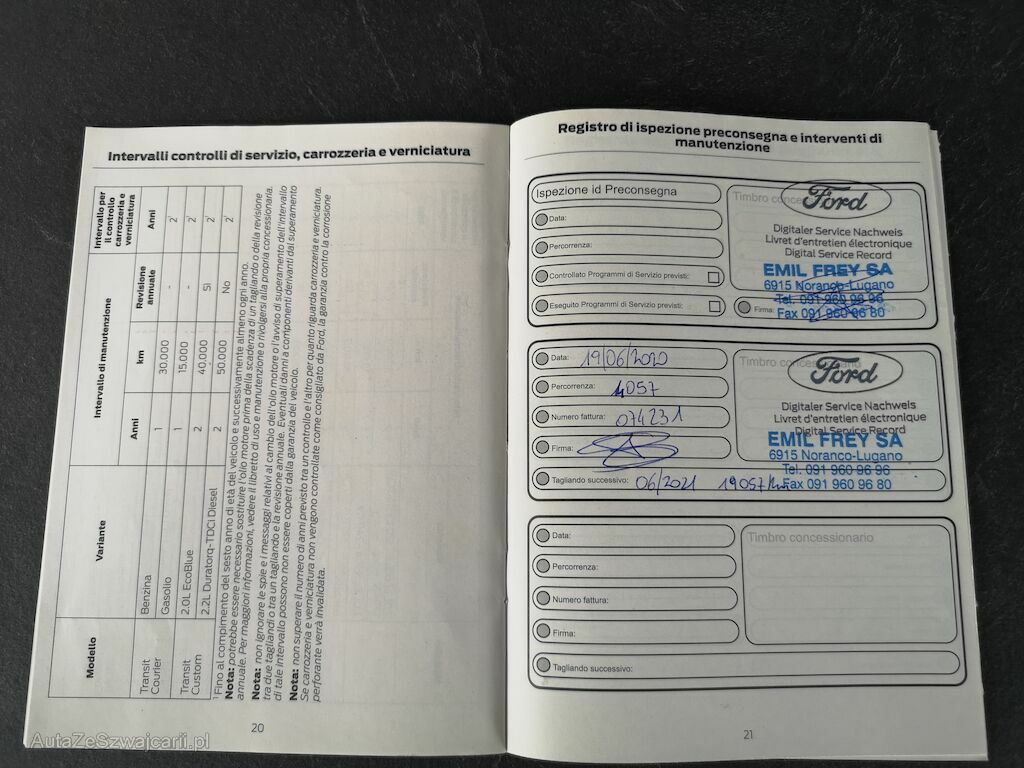 Intervalli controlli di servizio, carrozzeria e verniciatura
Modello Variante Intervallo di manutenzione Intervallo per il controllo carrozzeria e verniciatura
Anni km Revisione annuale Anni
Transit Courier Benzina 1 30.000 - 2
Gasolio 1 15.000 - 2
Transit Custom 2.0L EcoBlue 2 40.000 Sì 2
2.2L Duratorq-TDCi Diesel 2 50.000 No 2
¹ Fino al compimento del sesto anno di età del veicolo e successivamente almeno ogni anno.
Nota: potrebbe essere necessario sostituire l'olio motore prima della scadenza di un tagliando o della revisione
annuale. Per maggiori informazioni, vedere il libretto di uso e manutenzione o rivolgersi alla propria concessionaria.
Nota: non ignorare le spie e i messaggi relativi al cambio dell'olio motore o l'avviso di superamento dell'intervallo
tra due tagliandi o tra un tagliando e la revisione annuale. Eventuali danni a componenti derivanti dal superamento
di tale intervallo possono non essere coperti dalla garanzia del veicolo.
Nota: non superare il numero di anni previsto tra un controllo e l'altro per quanto riguarda carrozzeria e verniciatura.
Se carrozzeria e verniciatura non vengono controllate come consigliato da Ford, la garanzia contro la corrosione
perforante verrà invalidata.
20
AutaZeSzwajcarii.pl
Registro di ispezione preconsegna e interventi di
manutenzione
Ispezione id Preconsegna
Data:
Percorrenza:
Controllato Programmi di Servizio previsti:
Eseguito Programmi di Servizio previsti:
Timbro
Ford
Digitaler Service Nachweis
Livret d'entretien électronique
Digital Service Record
EMIL FREY SA
6915 Noranco-Lugano
Tel. 091 960 96 96
Firma: Fax 091 960 96 80
Data: 19/06/2020
Percorrenza: 4057
Numero fattura: 074231
Firma:
Tagliando successivo: 06/2021 19057 km
Timbro concessionario
Ford
Digitaler Service Nachweis
Livret d'entretien électronique
Digital Service Record
EMIL FREY SA
6915 Noranco-Lugano
Tel. 091 960 96 96
Fax 091 960 96 80
Data:
Percorrenza:
Numero fattura:
Firma:
Tagliando successivo:
Timbro concessionario
21